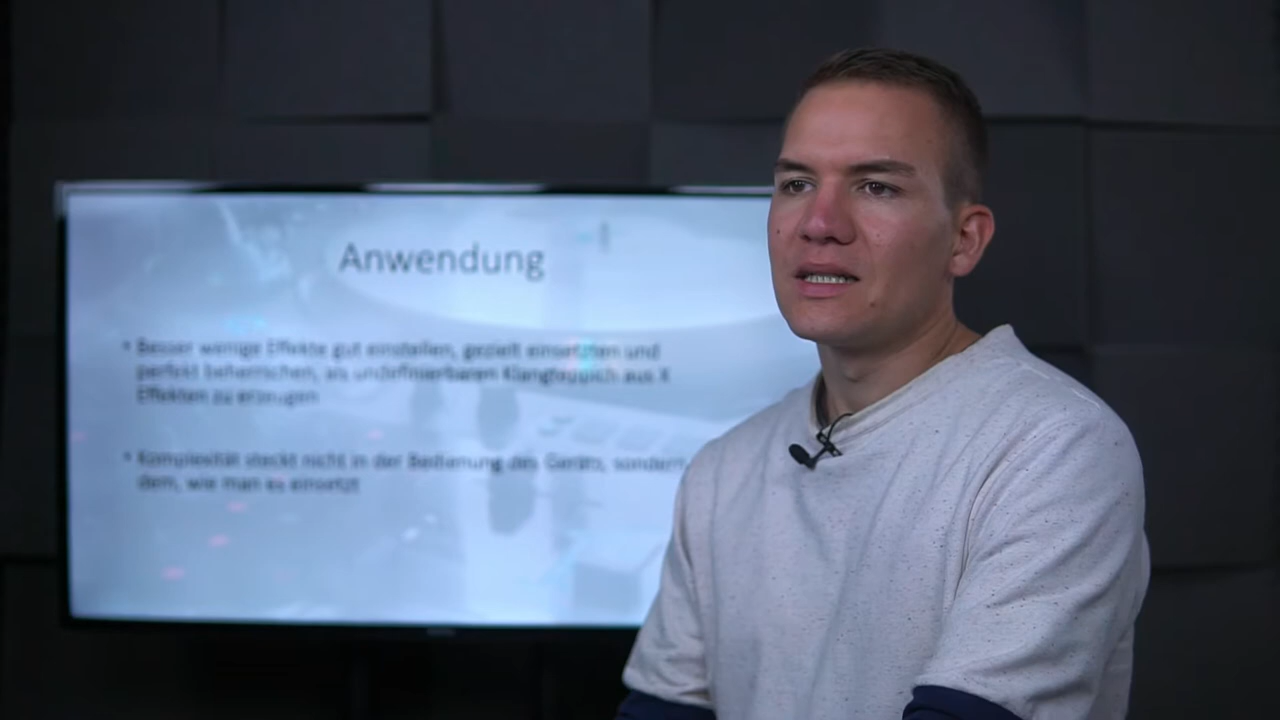 Anwendung
• Besser wenige Effekte gut einstellen, gezielt einsetzten und
perfekt beherrschen, als undefinierbaren Klangteppich aus X
Effekten zu erzeugen
• Komplexität steckt nicht in der Bedienung des Geräts, sondern
dem, wie man es einsetzt